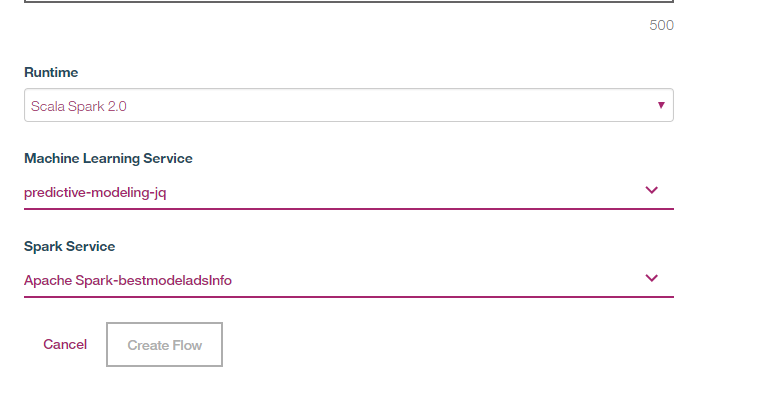 500
Runtime
Scala Spark 2.0
Machine Learning Service
predictive-modeling-jq
Spark Service
Apache Spark-bestmodeladsInfo
Cancel
Create Flow